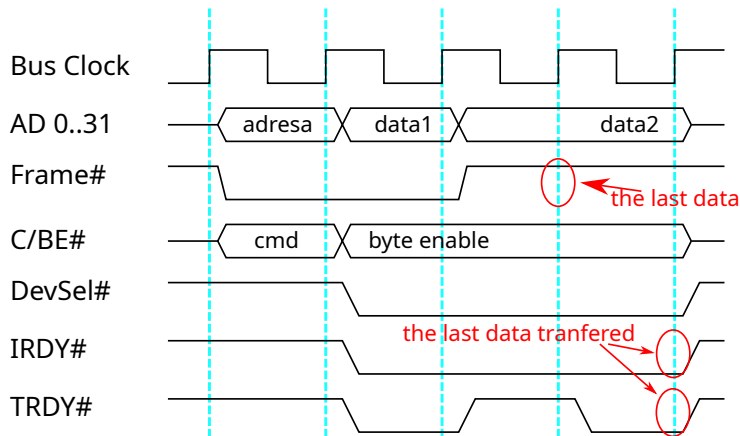 Bus Clock
AD 0..31
adresa
data1
data2
Frame#
the last data
C/BE#
cmd
byte enable
DevSel#
the last data tranfered
IRDY#
TRDY#